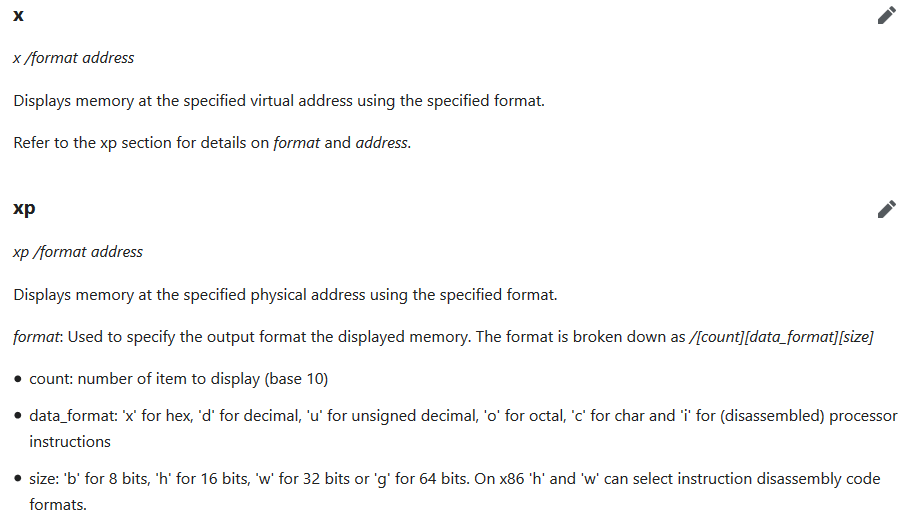 x
x /format address
Displays memory at the specified virtual address using the specified format.
Refer to the xp section for details on format and address.
xp
xp /format address
Displays memory at the specified physical address using the specified format.
format: Used to specify the output format the displayed memory. The format is broken down as /[count][data_format][size]
• count: number of item to display (base 10)
• data_format: 'x' for hex, 'd' for decimal, 'u' for unsigned decimal, 'o' for octal, 'c' for char and 'i' for (disassembled) processor
instructions
• size: 'b' for 8 bits, 'h' for 16 bits, 'w' for 32 bits or 'g' for 64 bits. On x86 'h' and 'w' can select instruction disassembly code
formats.